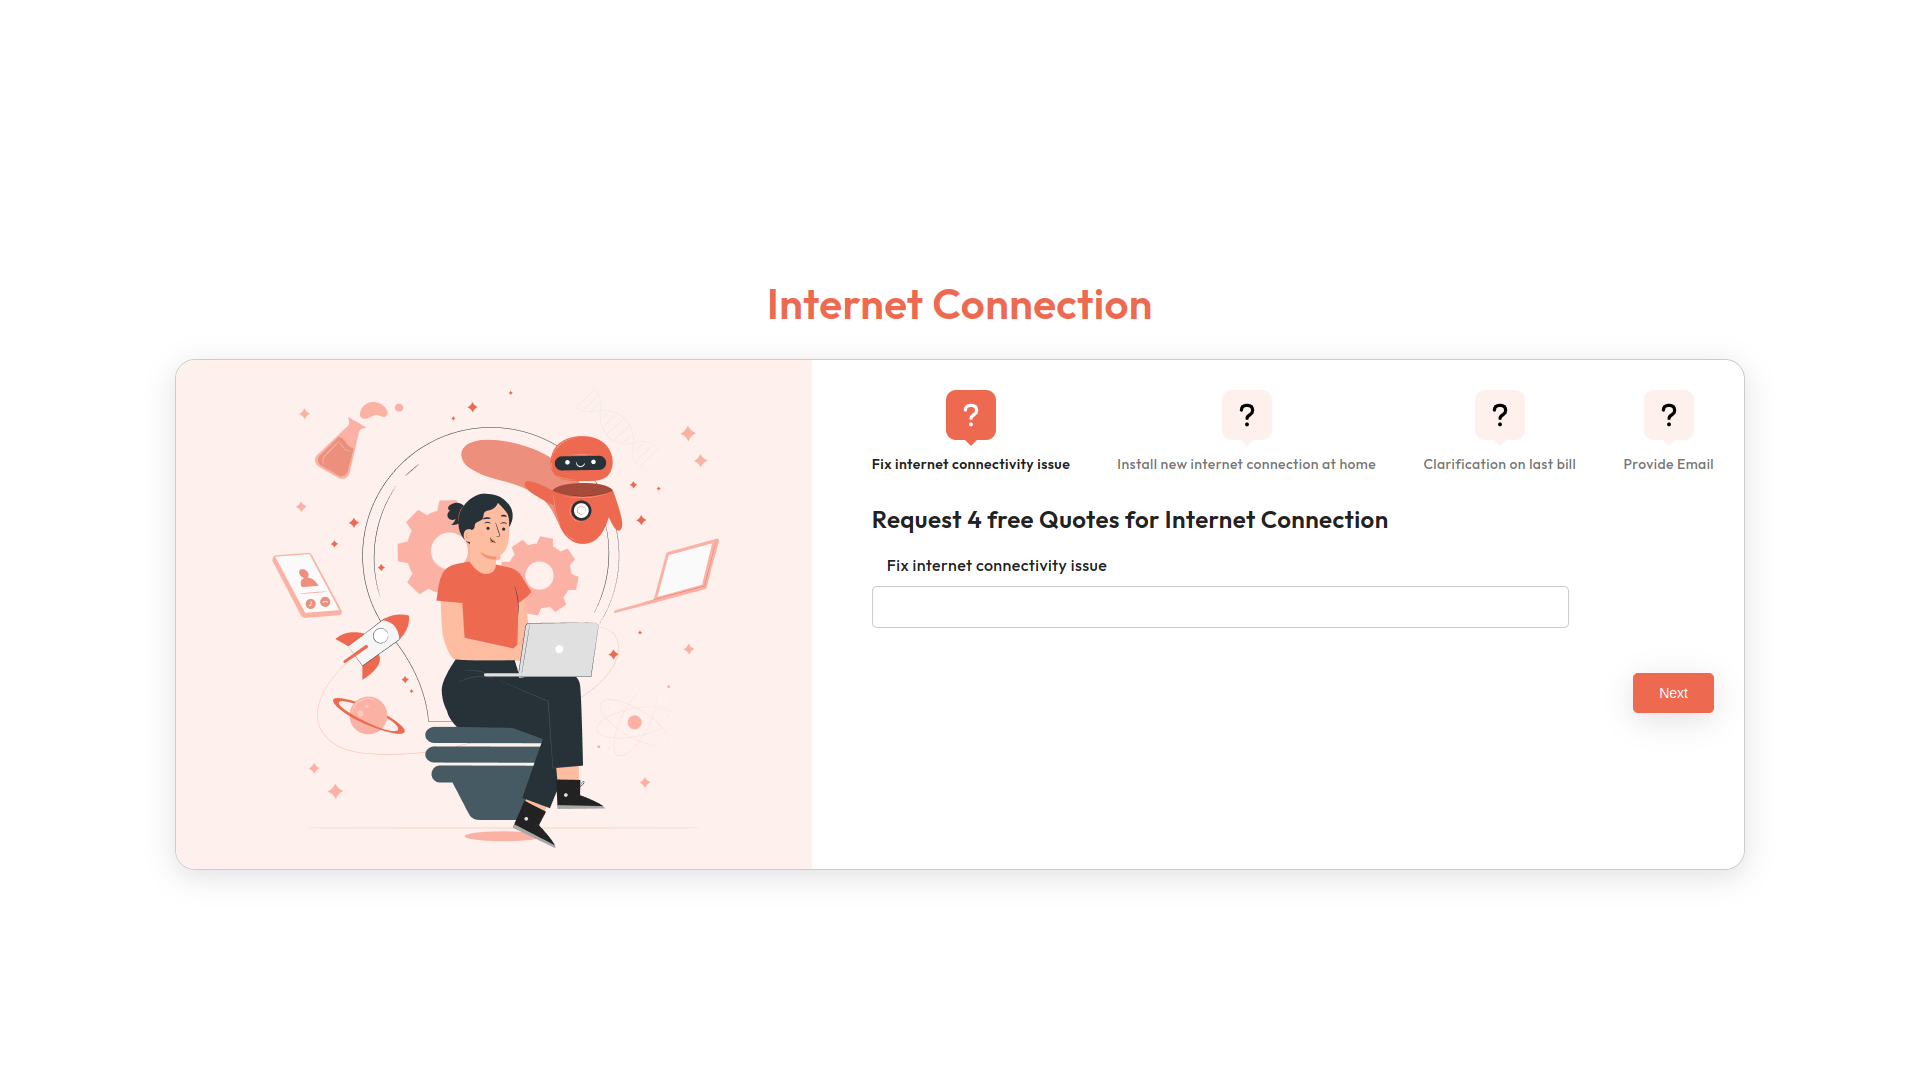 Internet Connection
?
?
?
?
Fix internet connectivity issue
Install new internet connection at home
Clarification on last bill
Provide Email
Request 4 free Quotes for Internet Connection
Fix internet connectivity issue
Next